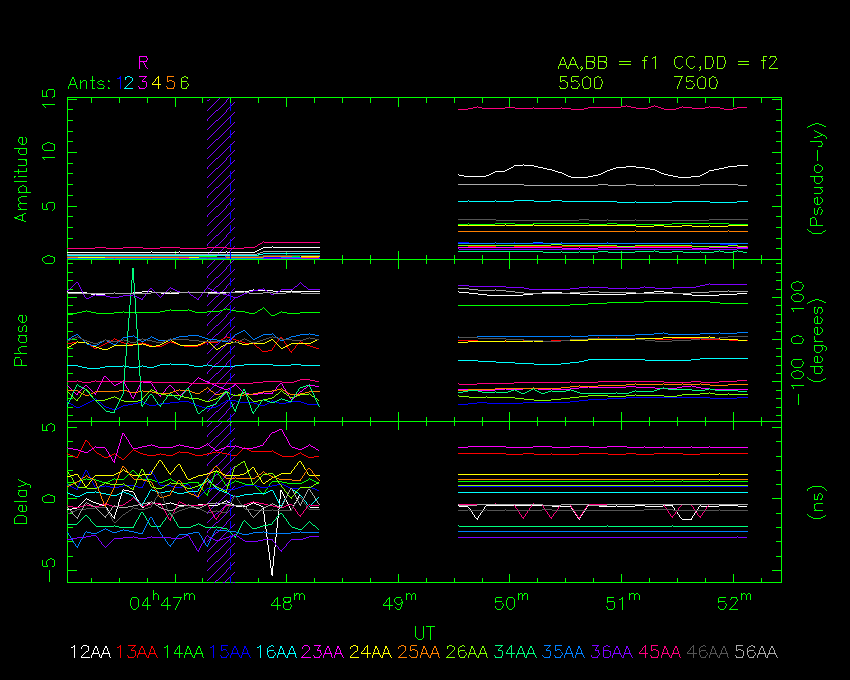 R
AA,BB = f1 CC,DD = f2
Ants: 123456
5500 7500
15
10
5
0
Amplitude
(Pseudo-Jy)
Phase
100
0
-100
(degrees)
5
0
-5
Delay
(ns)
04h47m 48m 49m 50m 51m 52m
UT
12AA 13AA 14AA 15AA 16AA 23AA 24AA 25AA 26AA 34AA 35AA 36AA 45AA 46AA 56AA